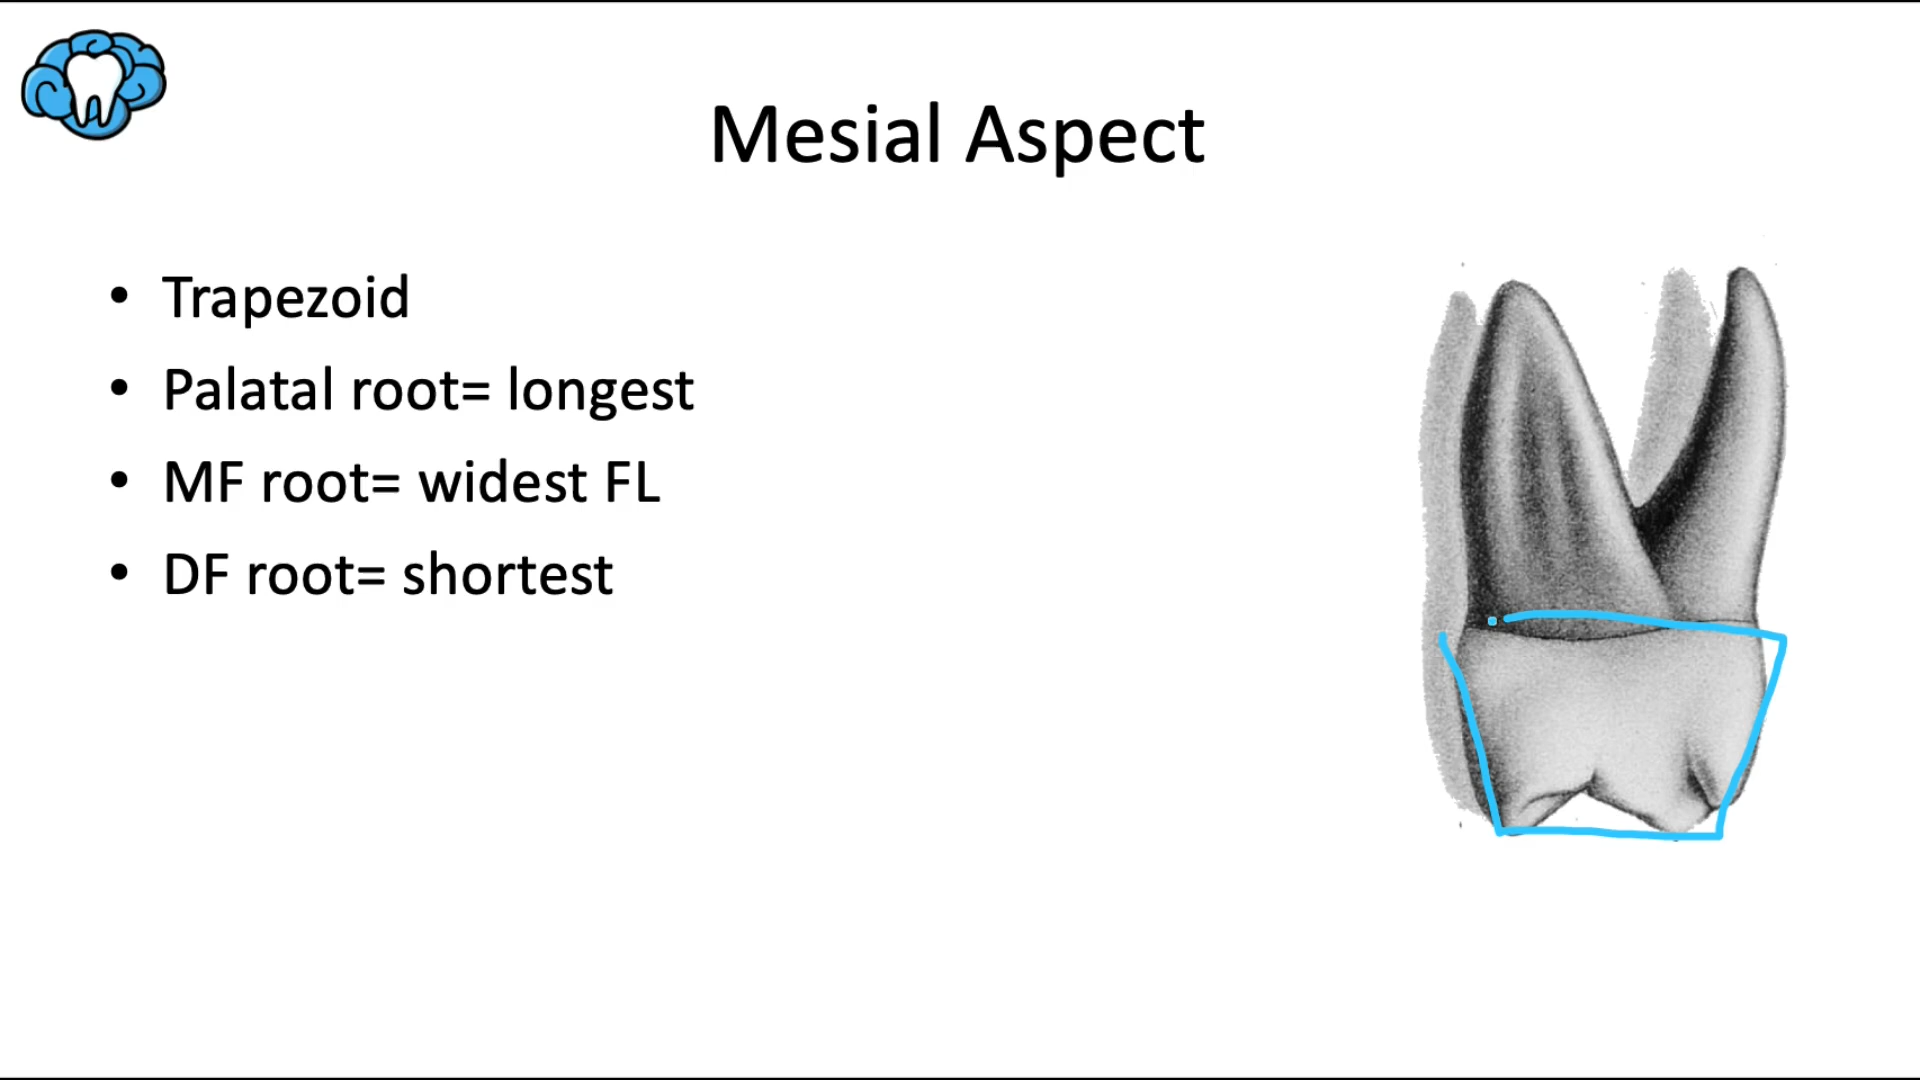 Mesial Aspect
• Trapezoid
• Palatal root= longest
• MF root= widest FL
• DF root= shortest